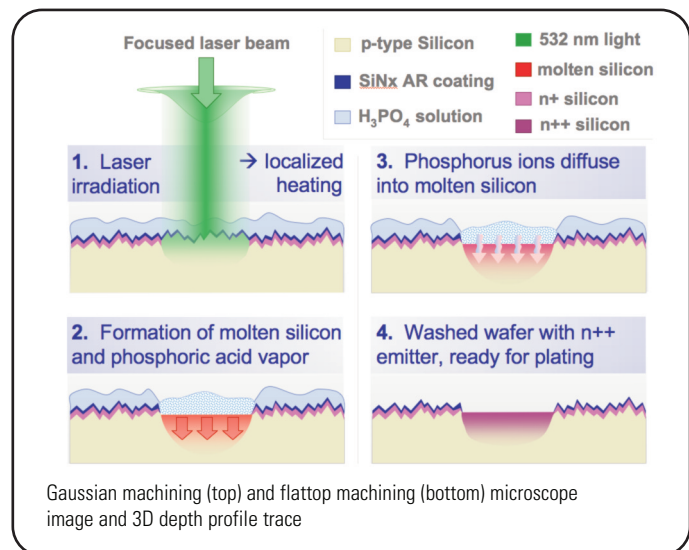 Focused laser beam
p-type Silicon
SiNx AR coating
H₃PO₄ solution
532 nm light
molten silicon
n+ silicon
n++ silicon
1. Laser → localized
irradiation heating
2. Formation of molten silicon
and phosphoric acid vapor
3. Phosphorus ions diffuse
into molten silicon
4. Washed wafer with n++
emitter, ready for plating
Gaussian machining (top) and flattop machining (bottom) microscope
image and 3D depth profile trace